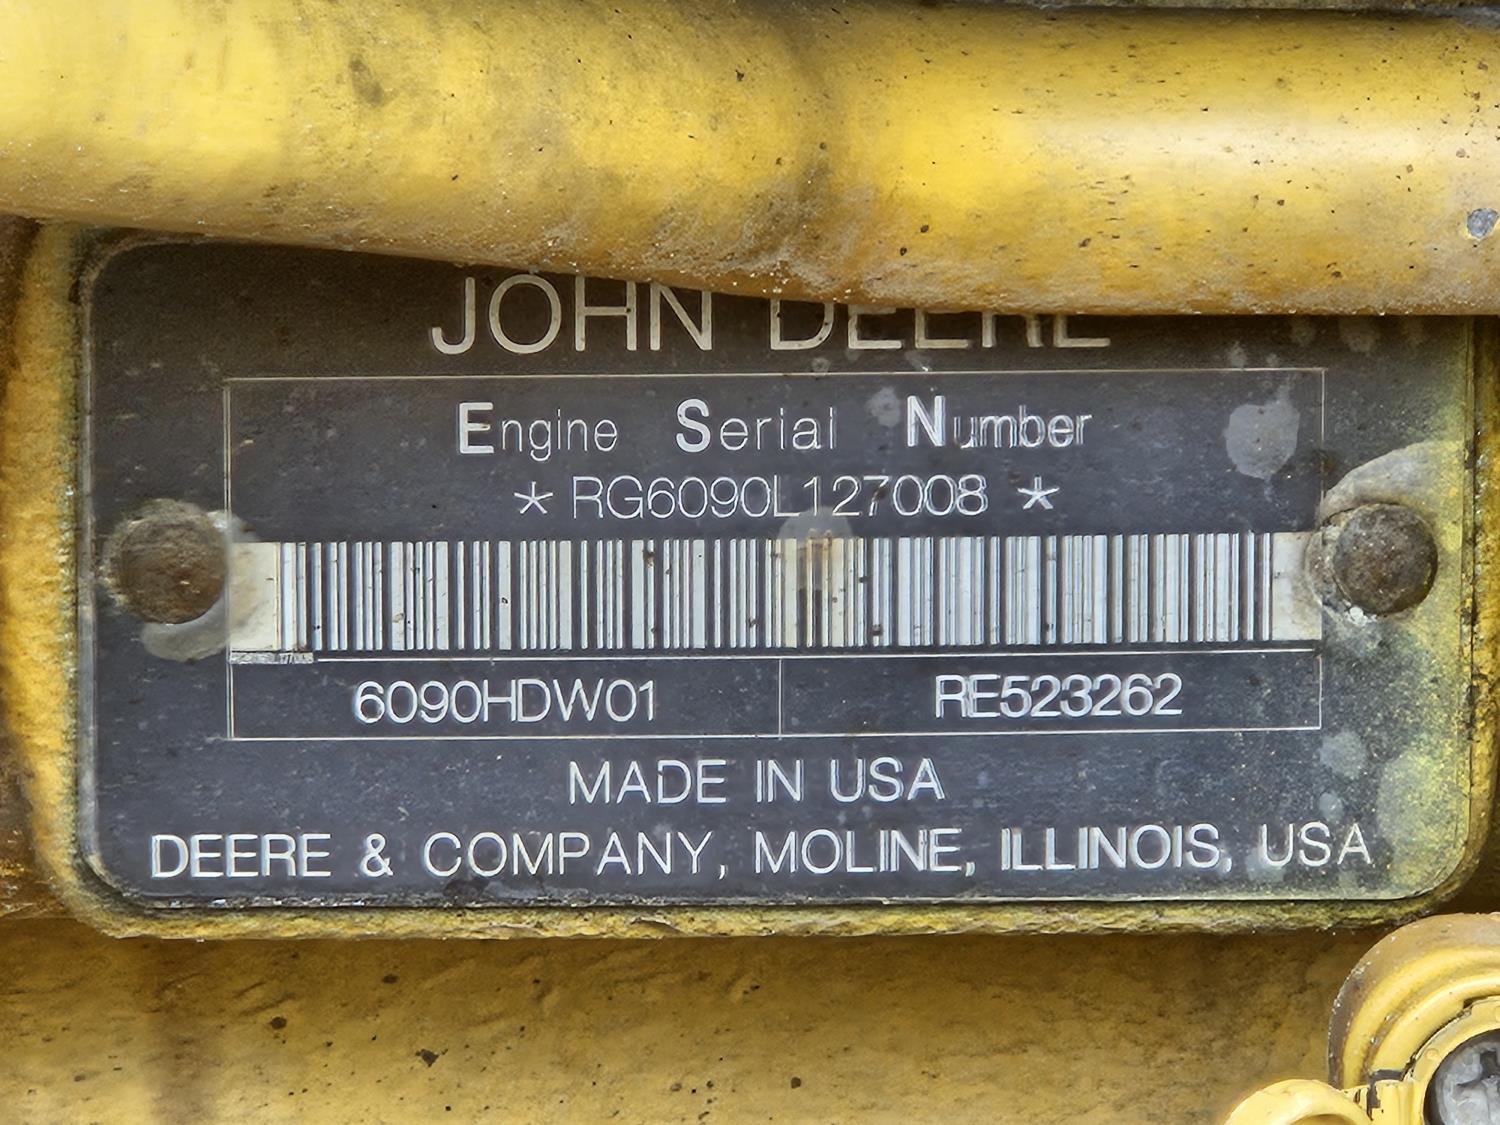 JOHN DEERE
Engine Serial Number
* RG6090L127008 *
6090HDW01 RE523262
MADE IN USA
DEERE & COMPANY, MOLINE, ILLINOIS, USA